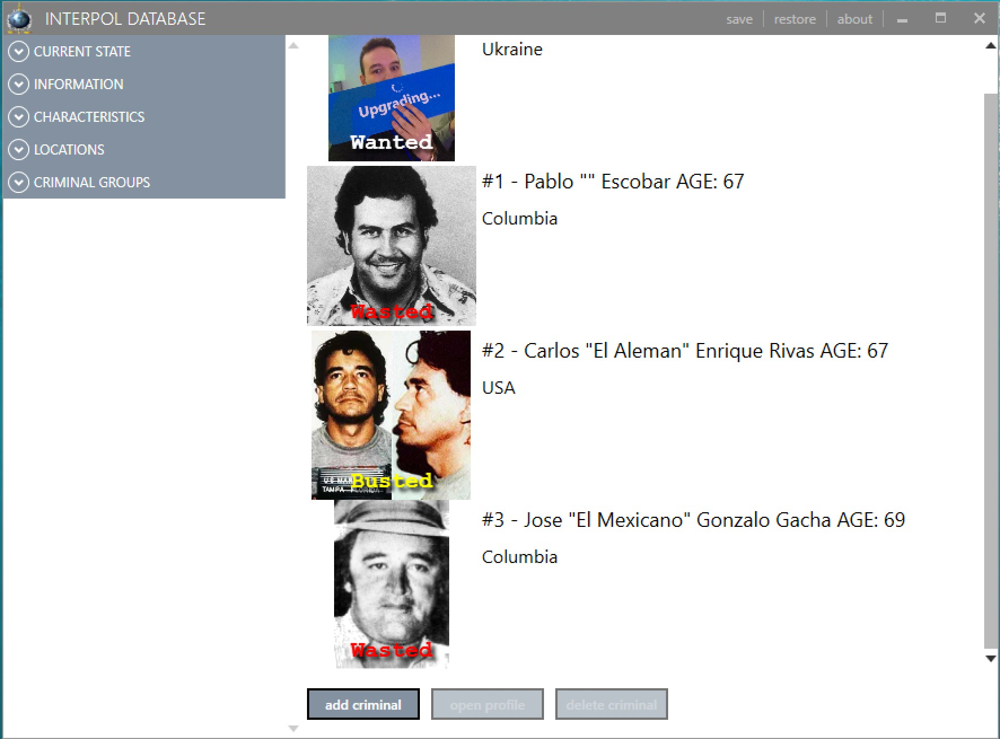 INTERPOL DATABASE
save
restore
about
CURRENT STATE
INFORMATION
CHARACTERISTICS
LOCATIONS
CRIMINAL GROUPS
Ukraine
Upgrading...
Wanted
#1 - Pablo "" Escobar AGE: 67
Columbia
Wasted
#2 - Carlos "El Aleman" Enrique Rivas AGE: 67
USA
Busted
TAMPA
#3 - Jose "El Mexicano" Gonzalo Gacha AGE: 69
Columbia
Wasted
add criminal
open profile
delete criminal